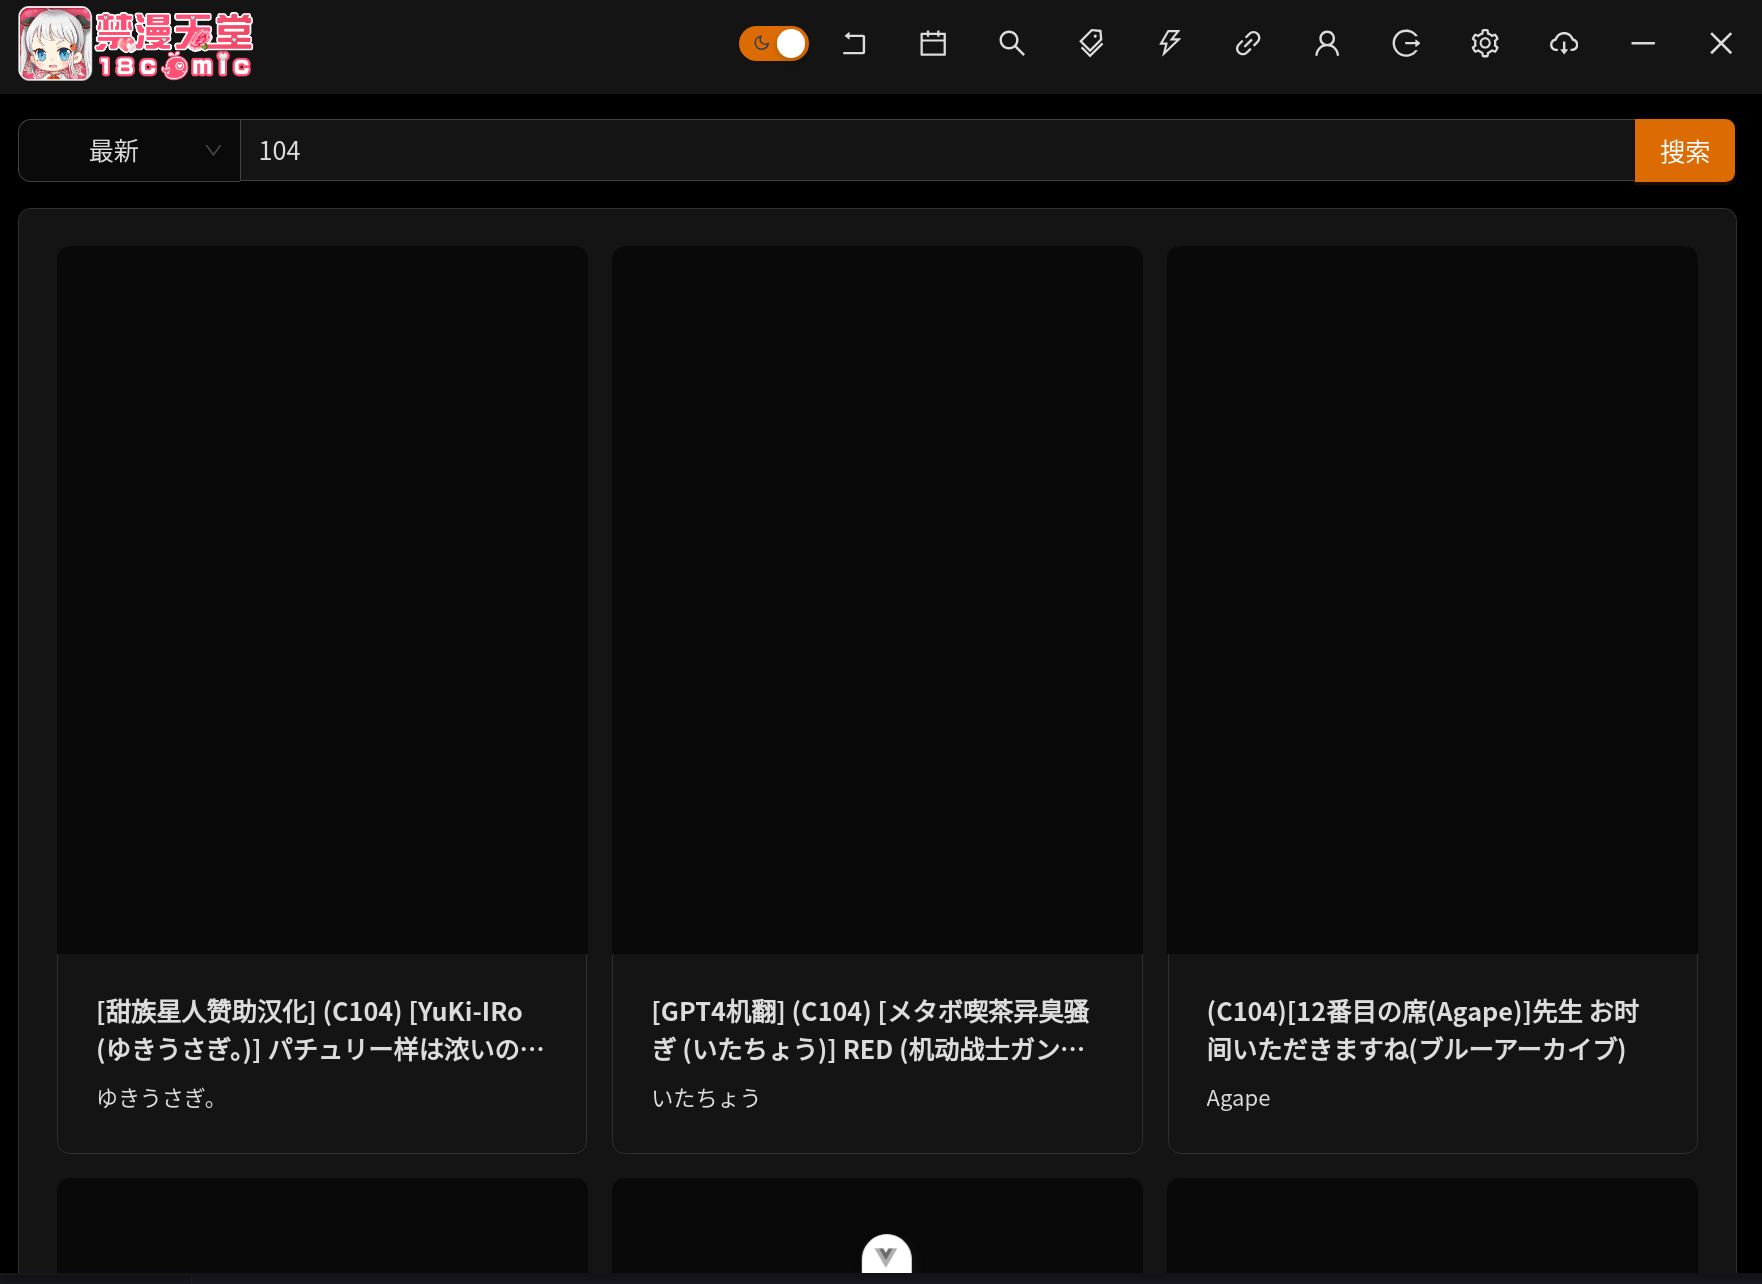 禁漫天堂
18comic
最新
104
搜索
[甜族星人赞助汉化] (C104) [YuKi-IRo
(ゆきうさぎ。)] パチュリー様は浓いの…
ゆきうさぎ。
[GPT4机翻] (C104) [メタボ喫茶异臭骚
ぎ (いたちょう)] RED (机动战士ガン…
いたちょう
(C104)[12番目の席(Agape)]先生 お时
间いただきますね(ブルーアーカイブ)
Agape